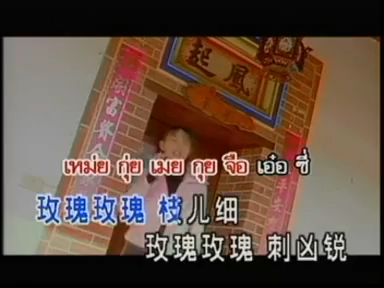 起鳳
เหม่ย กุ่ย เมย กุย จือ เอ๋อ ซี่
玫瑰玫瑰 枝儿细
玫瑰玫瑰 刺凶锐